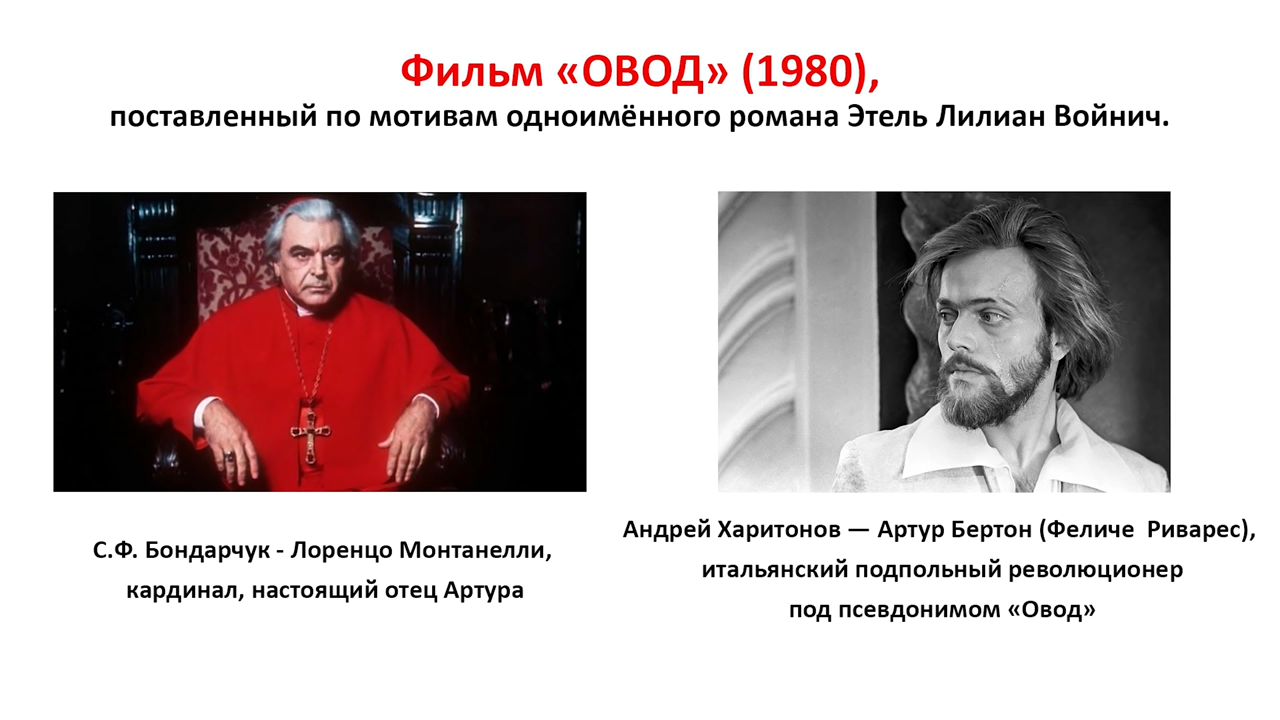 Фильм «ОВОД» (1980),
поставленный по мотивам одноимённого романа Этель Лилиан Войнич.
С.Ф. Бондарчук - Лоренцо Монтанелли,
кардинал, настоящий отец Артура
Андрей Харитонов — Артур Бертон (Феличе  Риварес),
итальянский подпольный революционер
под псевдонимом «Овод»